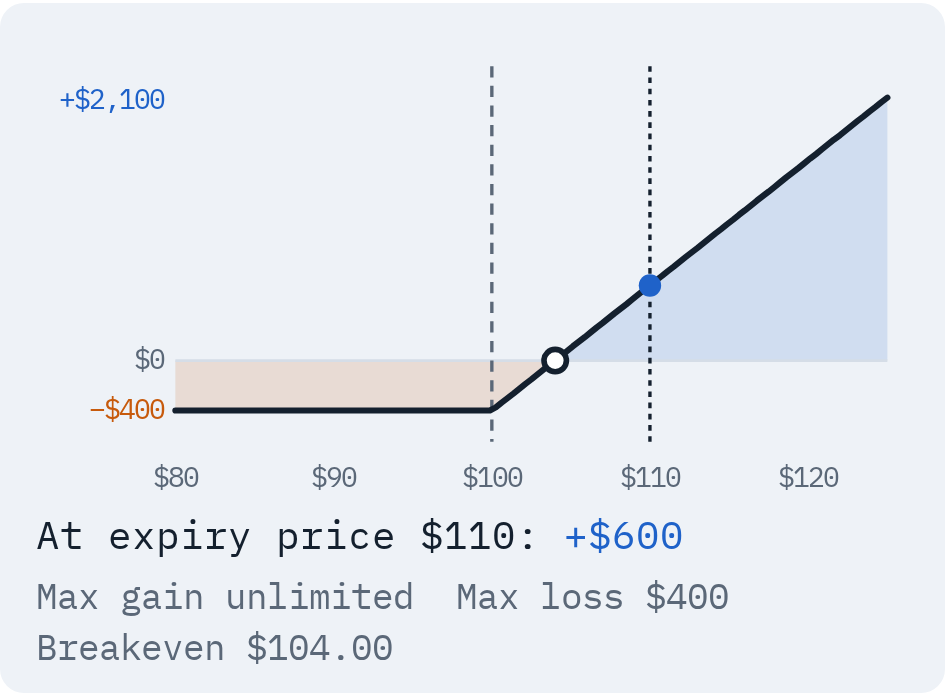 +$2,100
$0
−$400
$80 $90 $100 $110 $120
At expiry price $110: +$600
Max gain unlimited Max loss $400
Breakeven $104.00